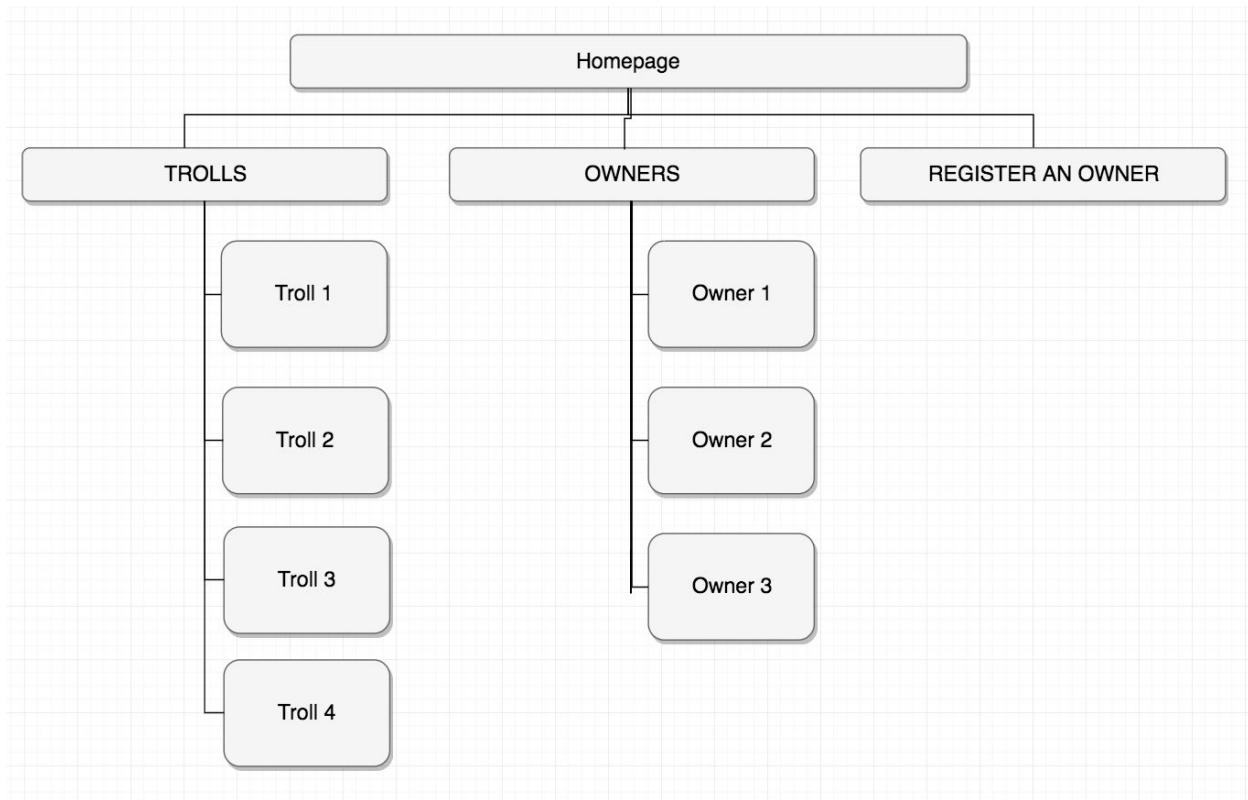 Homepage
TROLLS
OWNERS
REGISTER AN OWNER
Troll 1
Owner 1
Troll 2
Owner 2
Troll 3
Owner 3
Troll 4